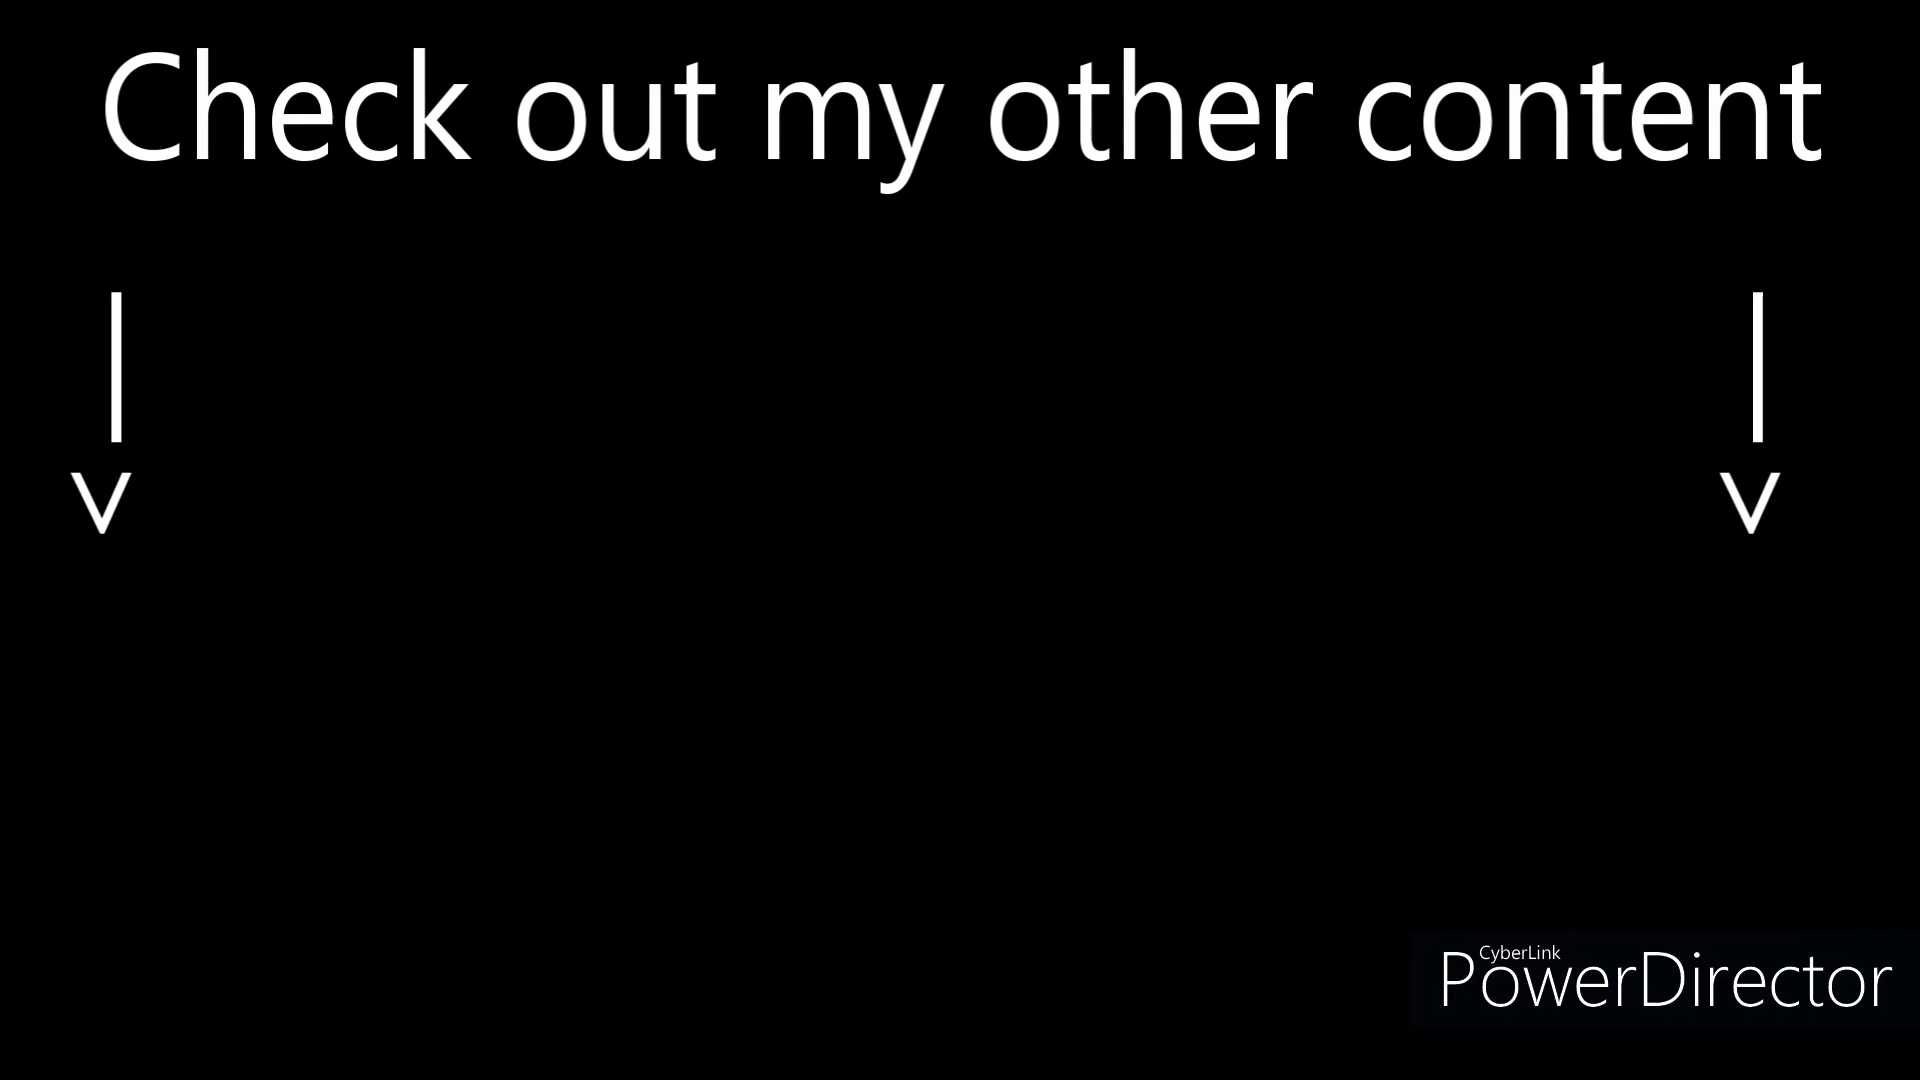 Check out my other content
| |
V V
CyberLink
PowerDirector